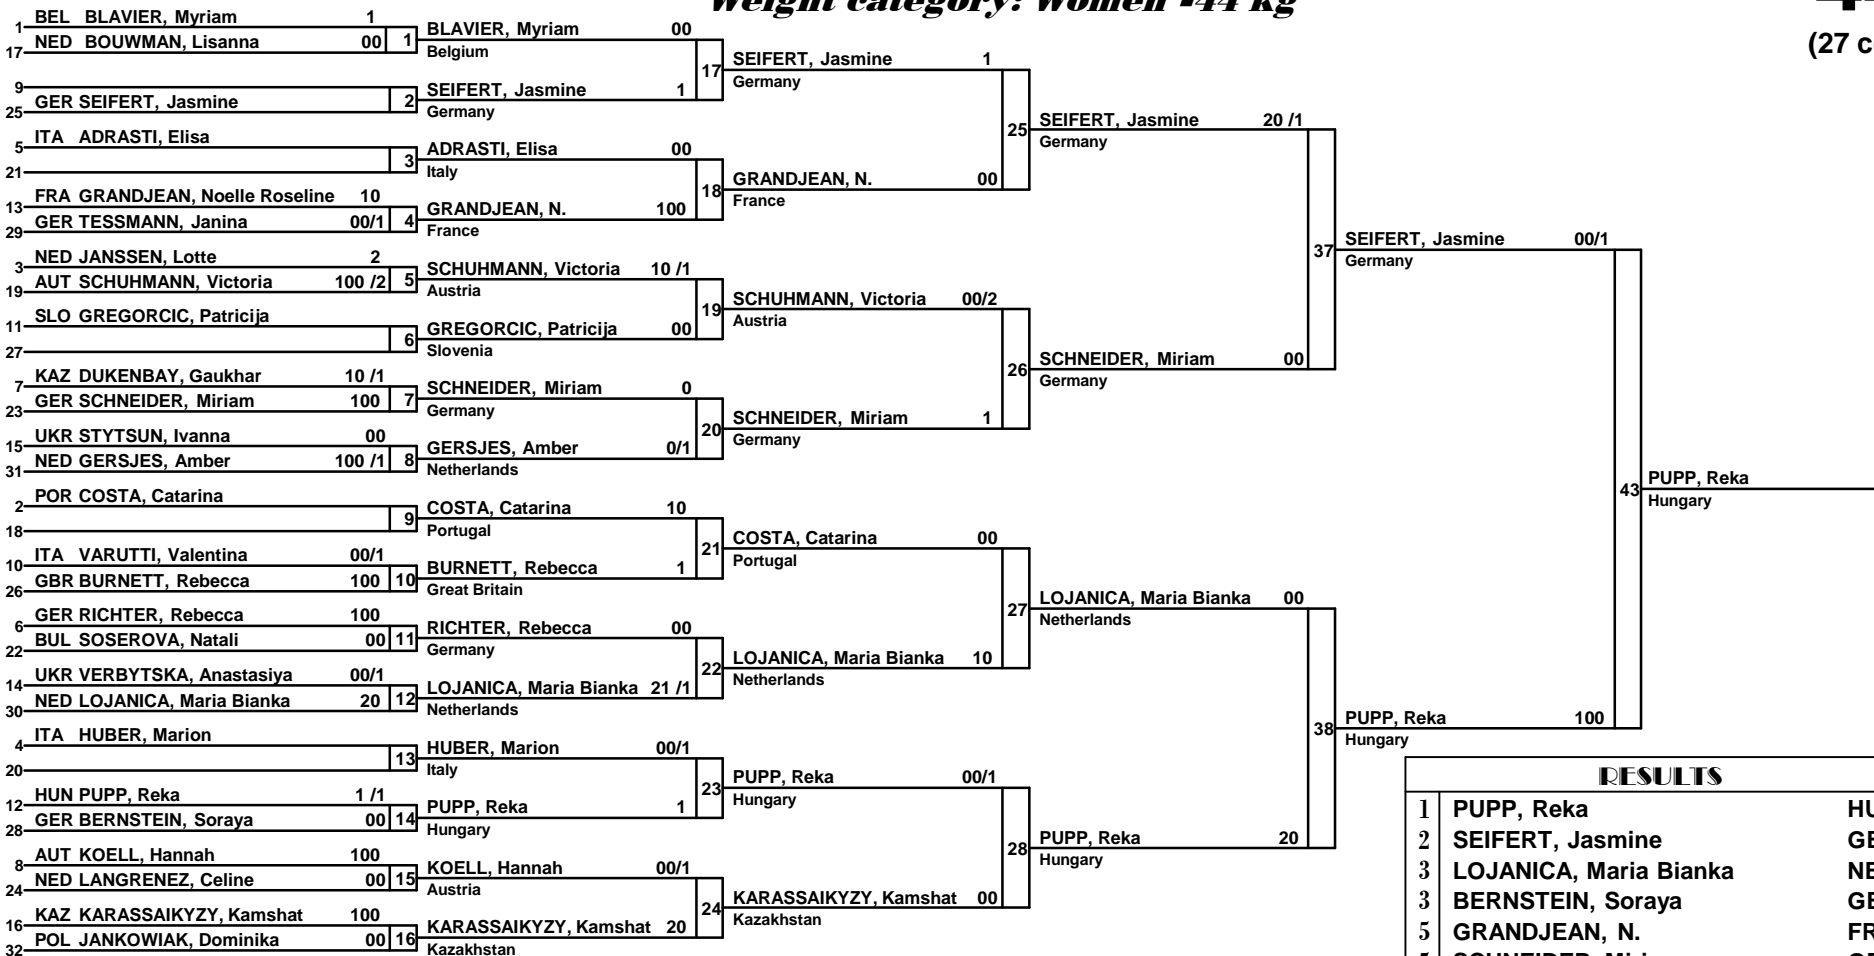 Weight category: Women -44 kg
(27 c
1 BEL BLAVIER, Myriam 1
17 NED BOUWMAN, Lisanna 00 1
9
25 GER SEIFERT, Jasmine 2
5 ITA ADRASTI, Elisa
21 3
13 FRA GRANDJEAN, Noelle Roseline 10
29 GER TESSMANN, Janina 00/1 4
3 NED JANSSEN, Lotte 2
19 AUT SCHUHMANN, Victoria 100 /2 5
11 SLO GREGORCIC, Patricija
27 6
7 KAZ DUKENBAY, Gaukhar 10 /1
23 GER SCHNEIDER, Miriam 100 7
15 UKR STYTSUN, Ivanna 00
31 NED GERSJES, Amber 100 /1 8
2 POR COSTA, Catarina
18 9
10 ITA VARUTTI, Valentina 00/1
26 GBR BURNETT, Rebecca 100 10
6 GER RICHTER, Rebecca 100
22 BUL SOSEROVA, Natali 00 11
14 UKR VERBYTSKA, Anastasiya 00/1
30 NED LOJANICA, Maria Bianka 20 12
4 ITA HUBER, Marion
20 13
12 HUN PUPP, Reka 1 /1
28 GER BERNSTEIN, Soraya 00 14
8 AUT KOELL, Hannah 100
24 NED LANGRENEZ, Celine 00 15
16 KAZ KARASSAIKYZY, Kamshat 100
32 POL JANKOWIAK, Dominika 00 16
BLAVIER, Myriam 00
Belgium
17
SEIFERT, Jasmine 1
Germany
ADRASTI, Elisa 00
Italy
18
GRANDJEAN, N. 100
France
SCHUHMANN, Victoria 10 /1
Austria
19
GREGORCIC, Patricija 00
Slovenia
SCHNEIDER, Miriam 0
Germany
20
GERSJES, Amber 0/1
Netherlands
COSTA, Catarina 10
Portugal
21
BURNETT, Rebecca 1
Great Britain
RICHTER, Rebecca 00
Germany
22
LOJANICA, Maria Bianka 21 /1
Netherlands
HUBER, Marion 00/1
Italy
23
PUPP, Reka 1
Hungary
KOELL, Hannah 00/1
Austria
24
KARASSAIKYZY, Kamshat 20
Kazakhstan
SEIFERT, Jasmine 1
Germany
25
GRANDJEAN, N. 00
France
SCHUHMANN, Victoria 00/2
Austria
26
SCHNEIDER, Miriam 1
Germany
COSTA, Catarina 00
Portugal
27
LOJANICA, Maria Bianka 10
Netherlands
PUPP, Reka 00/1
Hungary
28
KARASSAIKYZY, Kamshat 00
Kazakhstan
SEIFERT, Jasmine 20 /1
Germany
37
SCHNEIDER, Miriam 00
Germany
LOJANICA, Maria Bianka 00
Netherlands
38
PUPP, Reka 20
Hungary
SEIFERT, Jasmine 00/1
Germany
43
PUPP, Reka 100
Hungary
PUPP, Reka
Hungary
RESULTS
1 PUPP, Reka HU
2 SEIFERT, Jasmine GE
3 LOJANICA, Maria Bianka NE
3 BERNSTEIN, Soraya GE
5 GRANDJEAN, N. FR